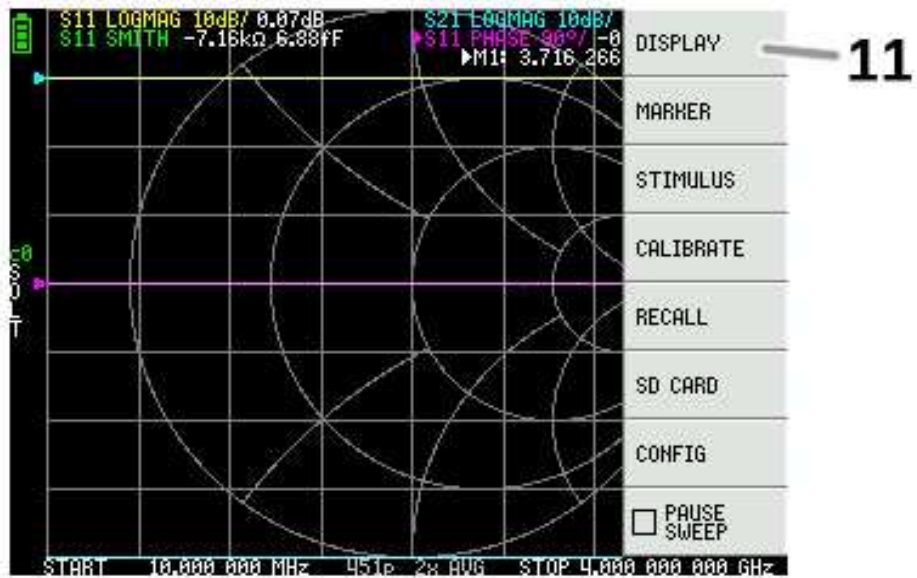 S11 LOGMAG 10dB/ 0.07dB
S11 SMITH -7.16kΩ 6.88fF
S21 LOGMAG 10dB/
S11 PHASE 90°/ -0
M1: 3.716 266
DISPLAY
11
MARKER
STIMULUS
CALIBRATE
RECALL
SD CARD
CONFIG
PAUSE
SWEEP
c0
S
O
L
T
START 10.000 000 MHz 451p 2x AVG STOP 4.000 000 000 GHz